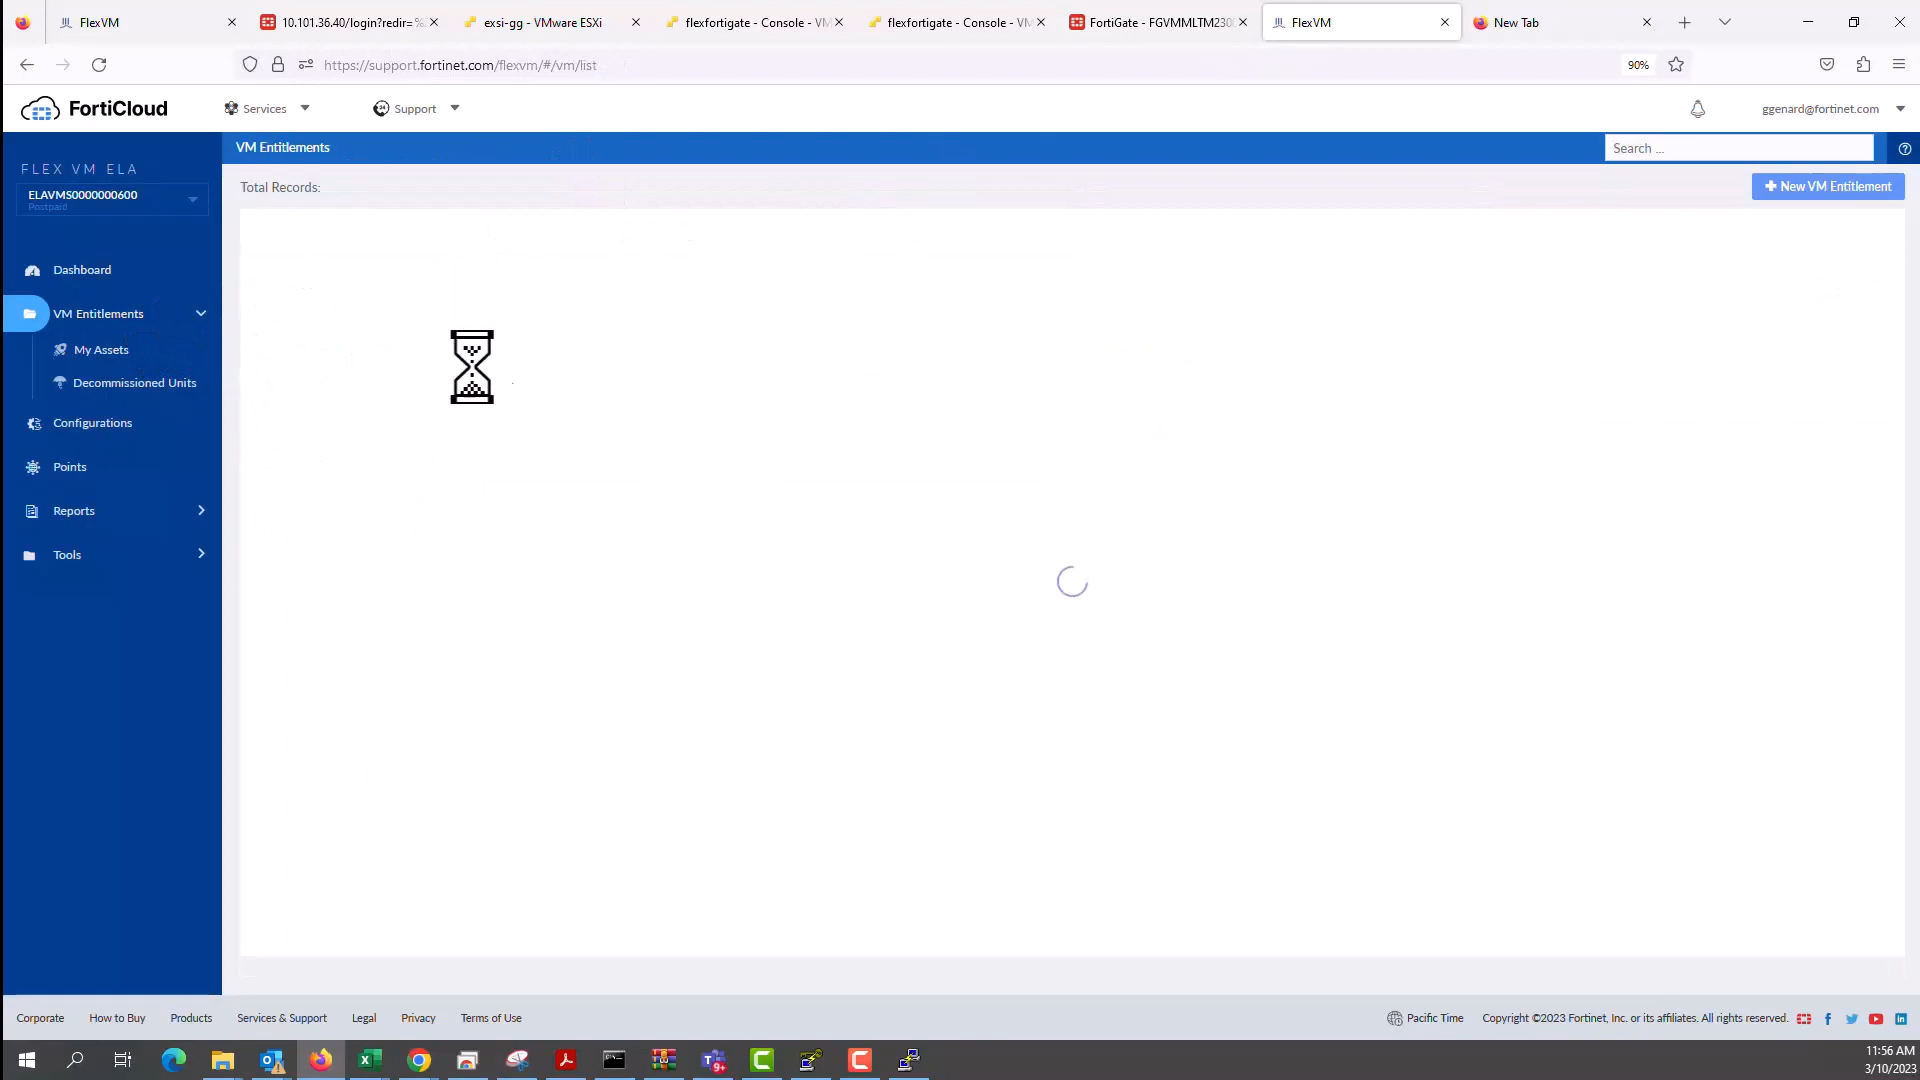 FlexVM
10.101.36.40/login?redir=%2
exsi-gg - VMware ESXi
flexfortigate - Console - VM
flexfortigate - Console - VM
FortiGate - FGVMMLTM230
FlexVM
New Tab
https://support.fortinet.com/flexvm/#/vm/list
90%
FortiCloud
Services
Support
ggenard@fortinet.com
FLEX VM ELA
ELAVMS0000000600
Postpaid
VM Entitlements
Search ...
Total Records:
New VM Entitlement
Dashboard
VM Entitlements
My Assets
Decommissioned Units
Configurations
Points
Reports
Tools
Corporate
How to Buy
Products
Services & Support
Legal
Privacy
Terms of Use
Pacific Time
Copyright ©2023 Fortinet, Inc. or its affiliates. All rights reserved.
9+
11:56 AM
3/10/2023